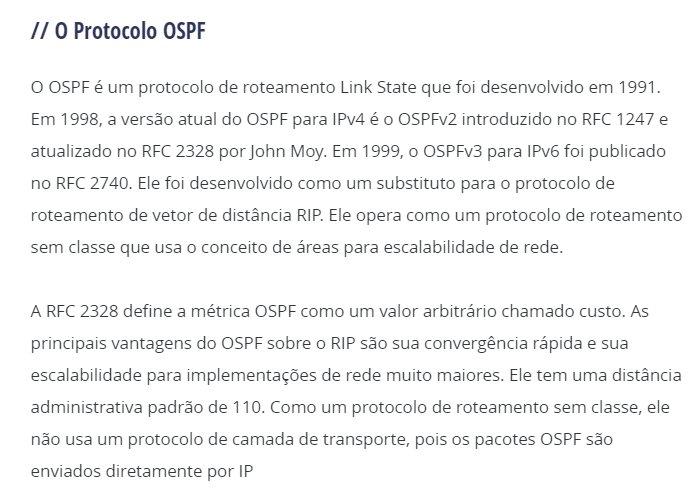 // O Protocolo OSPF
O OSPF é um protocolo de roteamento Link State que foi desenvolvido em 1991.
Em 1998, a versão atual do OSPF para IPv4 é o OSPFv2 introduzido no RFC 1247 e
atualizado no RFC 2328 por John Moy. Em 1999, o OSPFv3 para IPv6 foi publicado
no RFC 2740. Ele foi desenvolvido como um substituto para o protocolo de
roteamento de vetor de distância RIP. Ele opera como um protocolo de roteamento
sem classe que usa o conceito de áreas para escalabilidade de rede.
A RFC 2328 define a métrica OSPF como um valor arbitrário chamado custo. As
principais vantagens do OSPF sobre o RIP são sua convergência rápida e sua
escalabilidade para implementações de rede muito maiores. Ele tem uma distância
administrativa padrão de 110. Como um protocolo de roteamento sem classe, ele
não usa um protocolo de camada de transporte, pois os pacotes OSPF são
enviados diretamente por IP